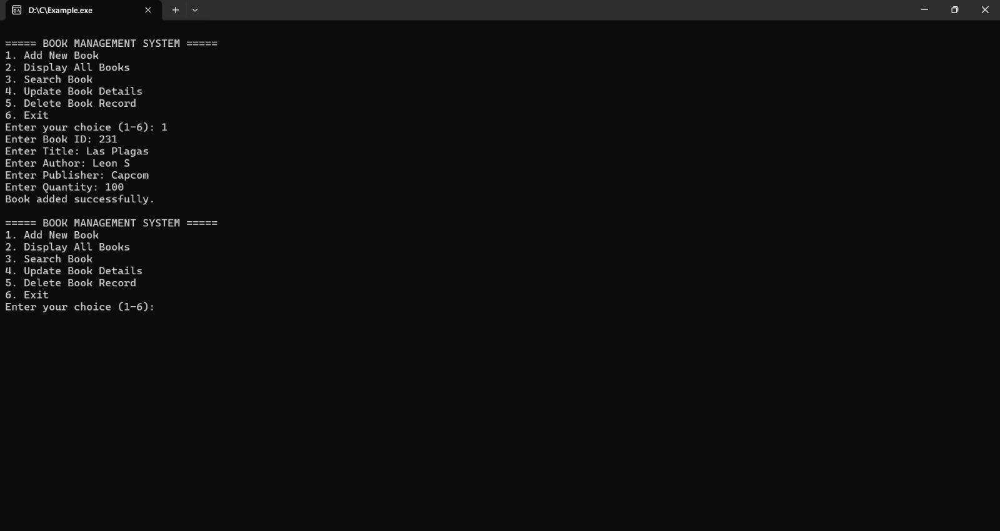 D:\C\Example.exe
===== BOOK MANAGEMENT SYSTEM =====
1. Add New Book
2. Display All Books
3. Search Book
4. Update Book Details
5. Delete Book Record
6. Exit
Enter your choice (1-6): 1
Enter Book ID: 231
Enter Title: Las Plagas
Enter Author: Leon S
Enter Publisher: Capcom
Enter Quantity: 100
Book added successfully.
===== BOOK MANAGEMENT SYSTEM =====
1. Add New Book
2. Display All Books
3. Search Book
4. Update Book Details
5. Delete Book Record
6. Exit
Enter your choice (1-6):